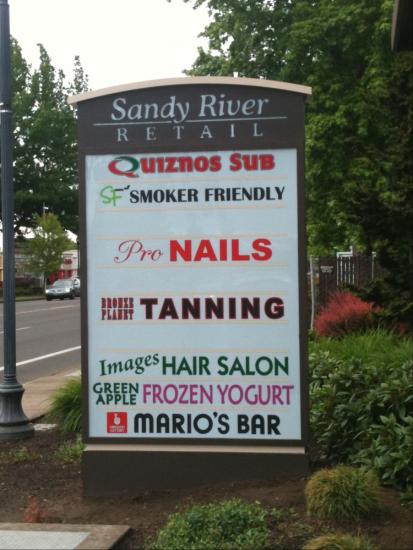 Sandy River
RETAIL
QUIZNOS SUB
SF SMOKER FRIENDLY
Pro NAILS
BRONZE PLANET TANNING
Images HAIR SALON
GREEN APPLE FROZEN YOGURT
MARIO'S BAR